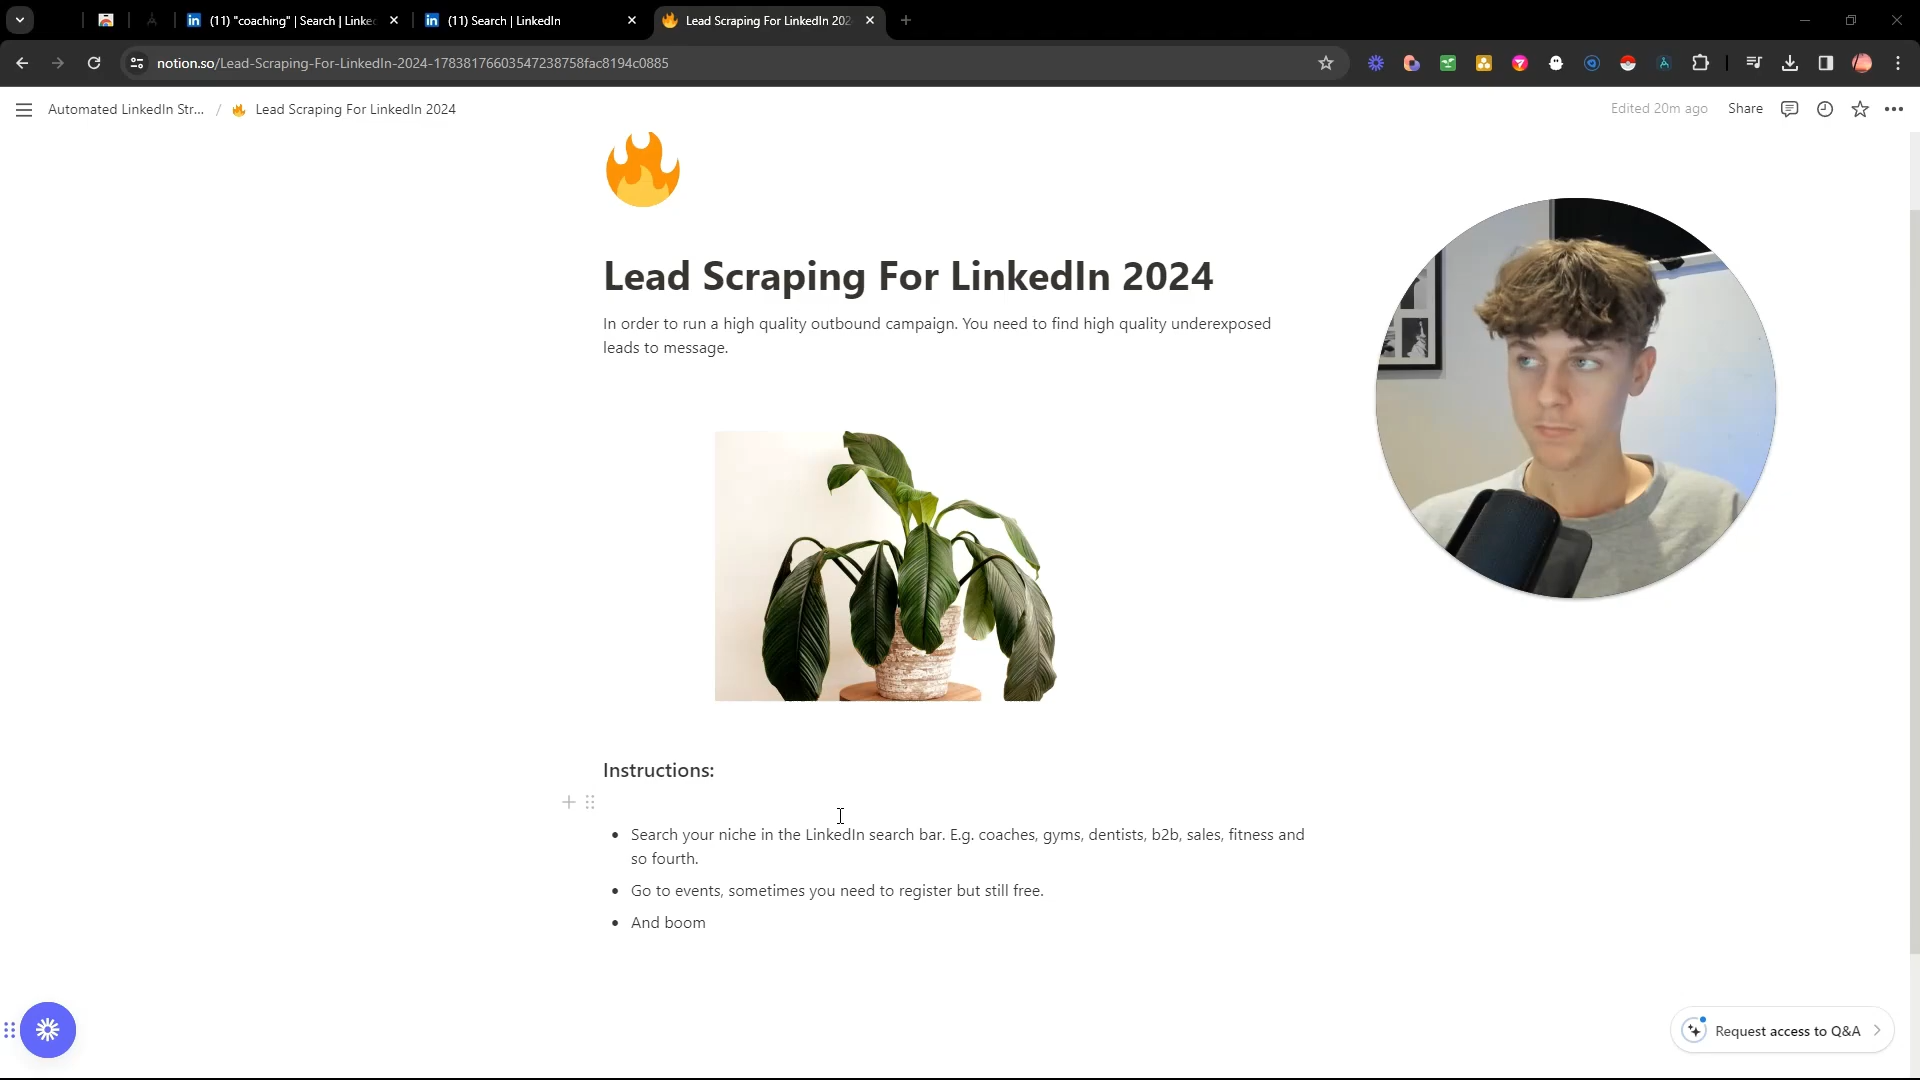 (11) "coaching" | Search | Linke
(11) Search | LinkedIn
Lead Scraping For LinkedIn 202
notion.so/Lead-Scraping-For-LinkedIn-2024-17838176603547238758fac8194c0885
Automated LinkedIn Str... / Lead Scraping For LinkedIn 2024
Edited 20m ago Share
Lead Scraping For LinkedIn 2024
In order to run a high quality outbound campaign. You need to find high quality underexposed
leads to message.
Instructions:
• Search your niche in the LinkedIn search bar. E.g. coaches, gyms, dentists, b2b, sales, fitness and
so fourth.
• Go to events, sometimes you need to register but still free.
• And boom
Request access to Q&A